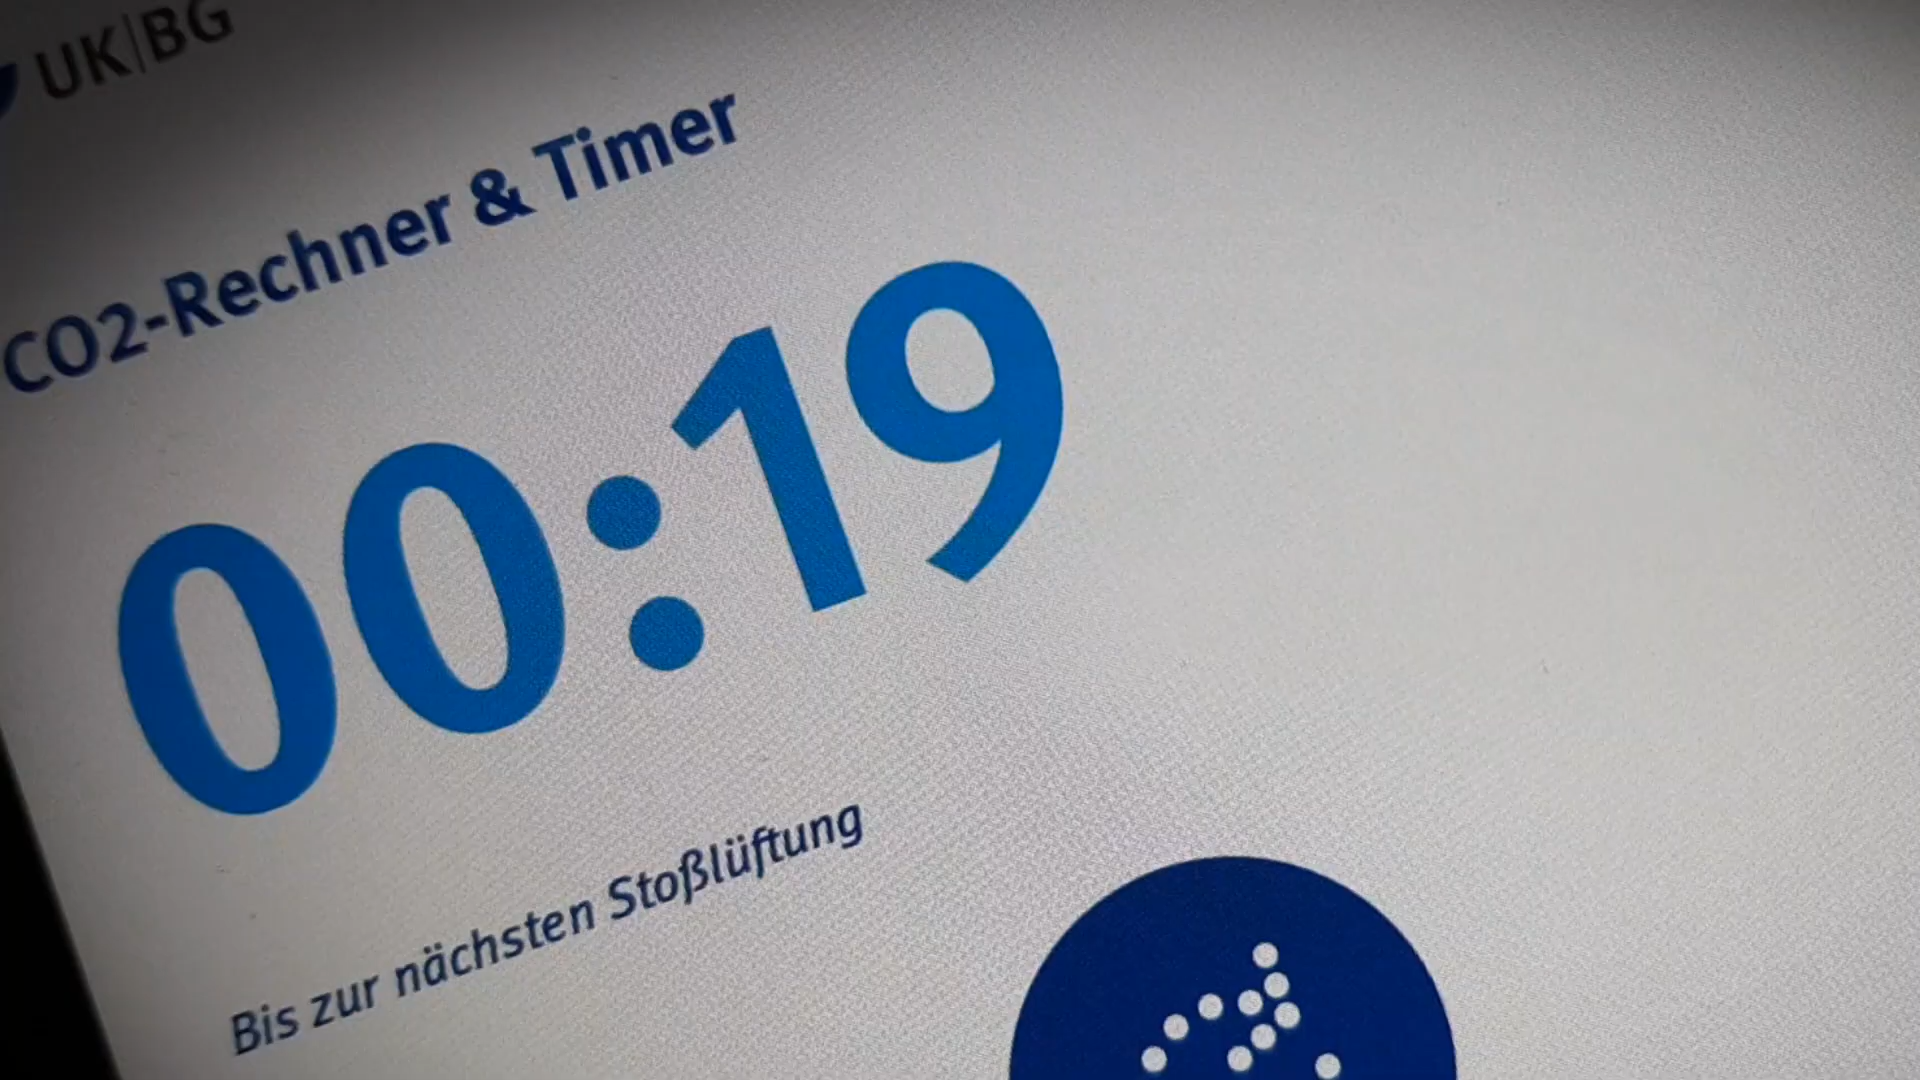 UK|BG
CO2-Rechner & Timer
00:19
Bis zur nächsten Stoßlüftung